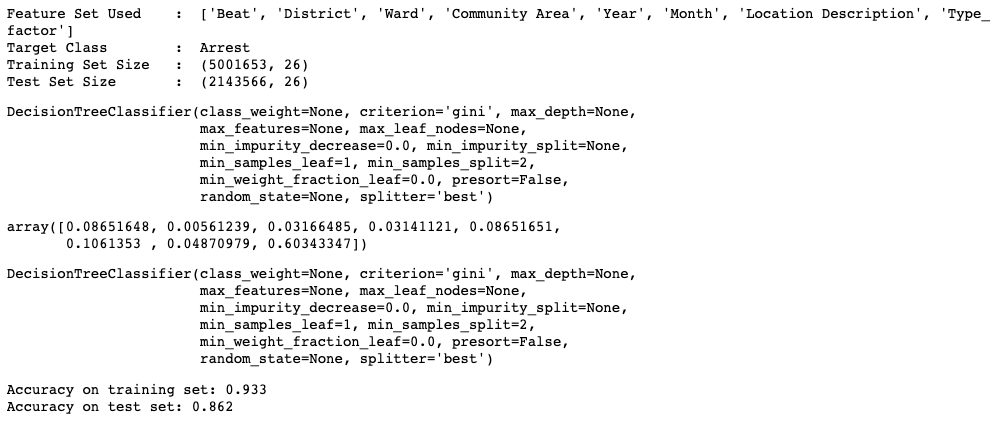 Feature Set Used    :  ['Beat', 'District', 'Ward', 'Community Area', 'Year', 'Month', 'Location Description', 'Type_
factor']
Target Class        :  Arrest
Training Set Size   :  (5001653, 26)
Test Set Size       :  (2143566, 26)
DecisionTreeClassifier(class_weight=None, criterion='gini', max_depth=None,
                       max_features=None, max_leaf_nodes=None,
                       min_impurity_decrease=0.0, min_impurity_split=None,
                       min_samples_leaf=1, min_samples_split=2,
                       min_weight_fraction_leaf=0.0, presort=False,
                       random_state=None, splitter='best')
array([0.08651648, 0.00561239, 0.03166485, 0.03141121, 0.08651651,
       0.1061353 , 0.04870979, 0.60343347])
DecisionTreeClassifier(class_weight=None, criterion='gini', max_depth=None,
                       max_features=None, max_leaf_nodes=None,
                       min_impurity_decrease=0.0, min_impurity_split=None,
                       min_samples_leaf=1, min_samples_split=2,
                       min_weight_fraction_leaf=0.0, presort=False,
                       random_state=None, splitter='best')
Accuracy on training set: 0.933
Accuracy on test set: 0.862